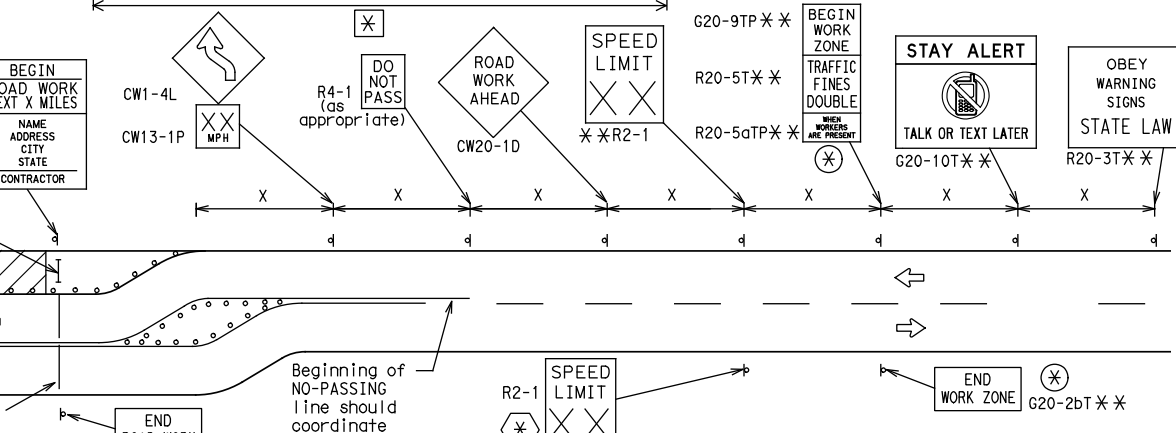 BEGIN
ROAD WORK
NEXT X MILES
NAME
ADDRESS
CITY
STATE
CONTRACTOR
CW1-4L
CW13-1P
XX
MPH
*
R4-1
(as
appropriate)
DO
NOT
PASS
ROAD
WORK
AHEAD
CW20-1D
SPEED
LIMIT
XX
**R2-1
G20-9TP**
BEGIN
WORK
ZONE
R20-5T**
TRAFFIC
FINES
DOUBLE
R20-5aTP**
WHEN
WORKERS
ARE PRESENT
*
STAY ALERT
TALK OR TEXT LATER
G20-10T**
OBEY
WARNING
SIGNS
STATE LAW
R20-3T**
X X X X X X X
Beginning of
NO-PASSING
line should
coordinate
R2-1
*
SPEED
LIMIT
XX
END
WORK ZONE
*
G20-2bT**
END
ROAD WORK